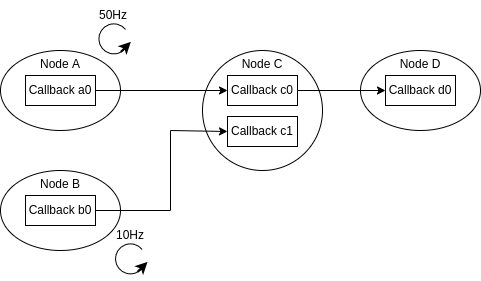 50Hz
Node A
Callback a0
Node C
Callback c0
Callback c1
Node D
Callback d0
Node B
Callback b0
10Hz